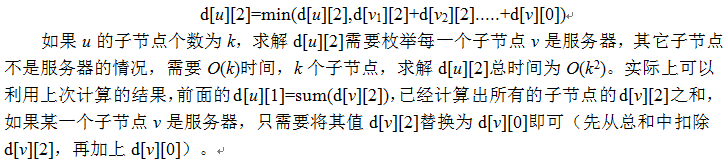 d[u][2]=min(d[u][2],d[v₁][2]+d[v₂][2].....+d[v][0])
如果 u 的子节点个数为 k，求解 d[u][2]需要枚举每一个子节点 v 是服务器，其它子节点
不是服务器的情况，需要 O(k)时间，k 个子节点，求解 d[u][2]总时间为 O(k²)。实际上可以
利用上次计算的结果，前面的 d[u][1]=sum(d[v][2])，已经计算出所有的子节点的 d[v][2]之和，
如果某一个子节点 v 是服务器，只需要将其值 d[v][2]替换为 d[v][0]即可（先从总和中扣除
d[v][2]，再加上 d[v][0]）。